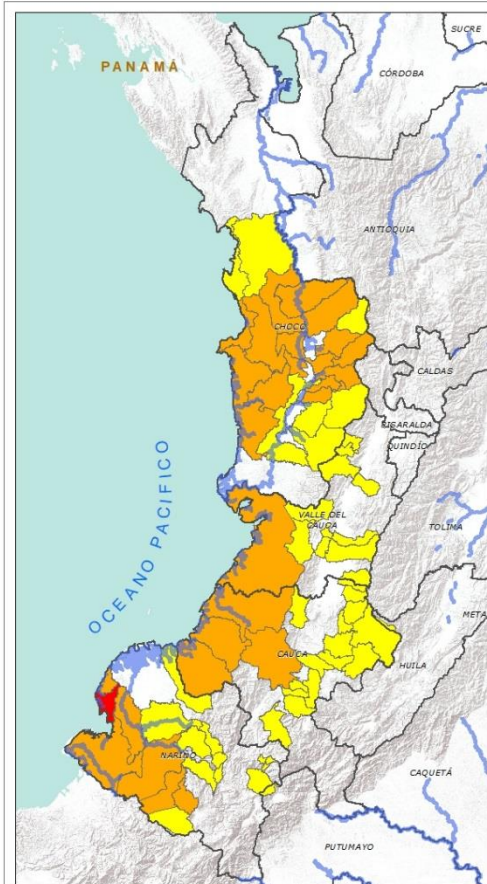 SUCRE
PANAMÁ
CÓRDOBA
ANTIOQUIA
CHOCÓ
CALDAS
RISARALDA
QUINDÍO
OCEANO PACÍFICO
VALLE DEL
CAUCA
TOLIMA
META
CAUCA
HUILA
NARIÑO
CAQUETÁ
PUTUMAYO